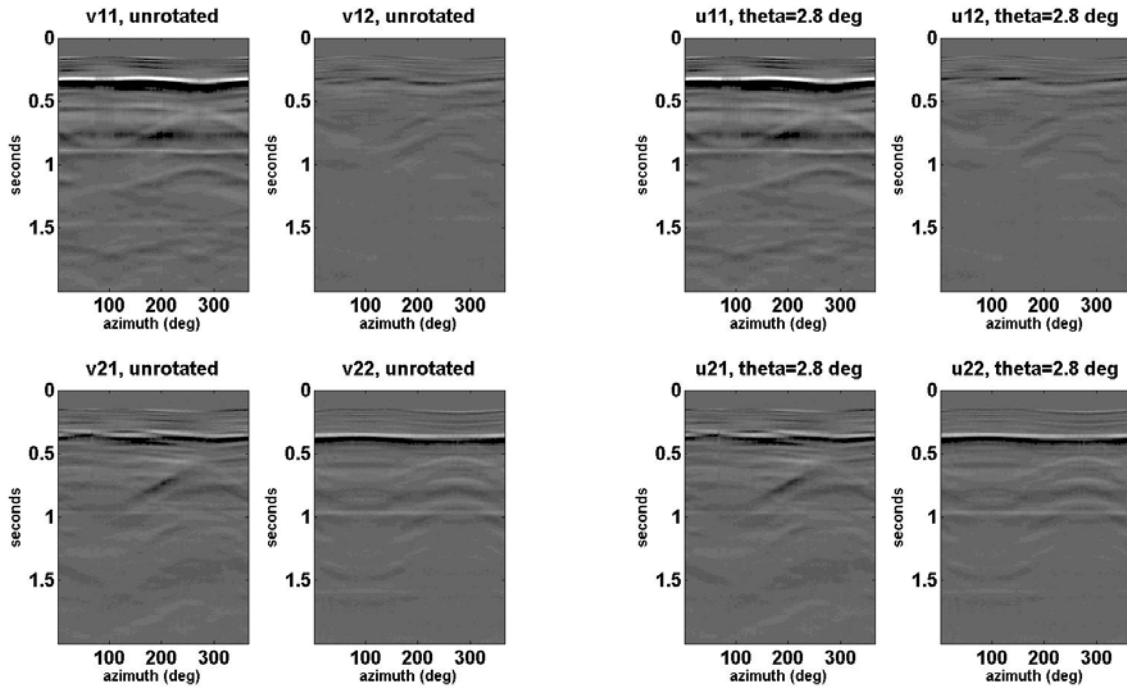 v11, unrotated
v12, unrotated
u11, theta=2.8 deg
u12, theta=2.8 deg
0
0.5
1
1.5
seconds
100 200 300
azimuth (deg)
0
0.5
1
1.5
seconds
100 200 300
azimuth (deg)
0
0.5
1
1.5
seconds
100 200 300
azimuth (deg)
0
0.5
1
1.5
seconds
100 200 300
azimuth (deg)
v21, unrotated
v22, unrotated
u21, theta=2.8 deg
u22, theta=2.8 deg
0
0.5
1
1.5
seconds
100 200 300
azimuth (deg)
0
0.5
1
1.5
seconds
100 200 300
azimuth (deg)
0
0.5
1
1.5
seconds
100 200 300
azimuth (deg)
0
0.5
1
1.5
seconds
100 200 300
azimuth (deg)